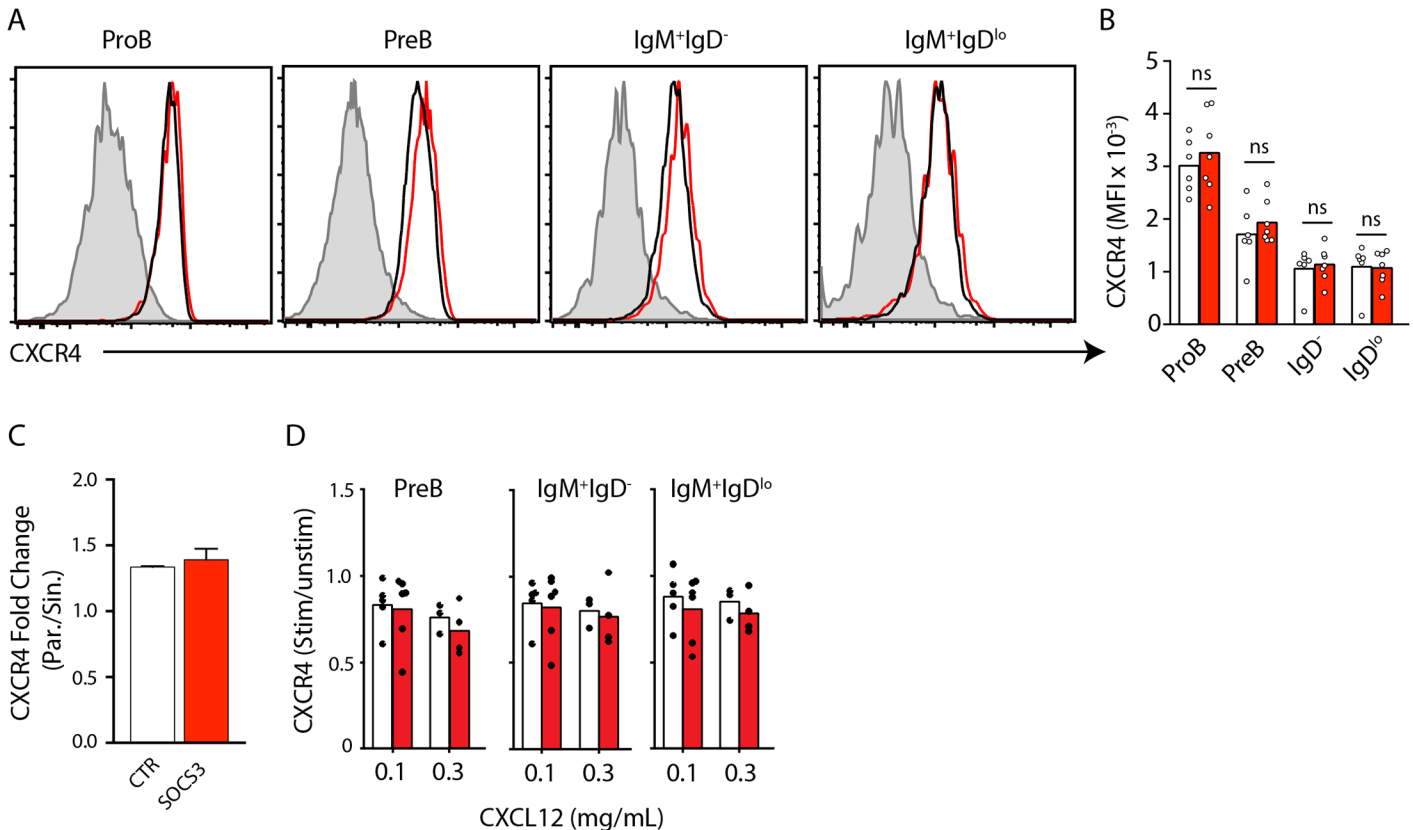 A
ProB
PreB
IgM⁺IgD⁻
IgM⁺IgDˡᵒ
CXCR4
B
CXCR4 (MFI x 10⁻³)
5
4
3
2
1
0
ns
ns
ns
ns
ProB
PreB
IgD⁻
IgDˡᵒ
C
CXCR4 Fold Change
(Par./Sin.)
2.0
1.5
1.0
0.5
0.0
CTR
SOCS3
D
PreB
IgM⁺IgD⁻
IgM⁺IgDˡᵒ
CXCR4 (Stim/unstim)
1.5
1.0
0.5
0
0.1 0.3
0.1 0.3
0.1 0.3
CXCL12 (mg/mL)